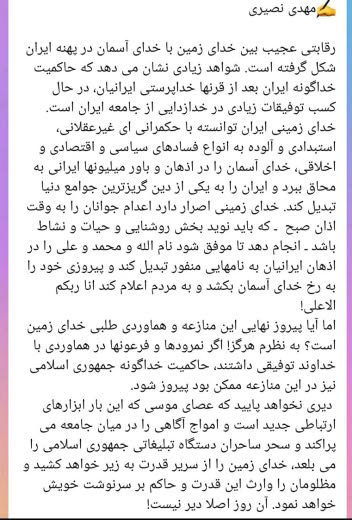 ✍️مهدی نصیری
رقابتی عجیب بین خدای زمین با خدای آسمان در پهنه ایران
شکل گرفته است. شواهد زیادی نشان می دهد که حاکمیت
خداگونه ایران بعد از قرنها خداپرستی ایرانیان، در حال
کسب توفیقات زیادی در خدازدایی از جامعه ایران است.
خدای زمینی ایران توانسته با حکمرانی ای غیرعقلانی،
استبدادی و آلوده به انواع فسادهای سیاسی و اقتصادی و
اخلاقی، خدای آسمان را در اذهان و باور میلیونها ایرانی به
محاق ببرد و ایران را به یکی از دین گریزترین جوامع دنیا
تبدیل کند. خدای زمینی اصرار دارد اعدام جوانان را به وقت
اذان صبح ـ که باید نوید بخش روشنایی و حیات و نشاط
باشد ـ انجام دهد تا موفق شود نام الله و محمد و علی را در
اذهان ایرانیان به نامهایی منفور تبدیل کند و پیروزی خود را
به رخ خدای آسمان بکشد و به مردم اعلام کند انا ربکم
الاعلی!
اما آیا پیروز نهایی این منازعه و هماوردی طلبی خدای زمین
است؟ به نظرم هرگز! اگر نمرودها و فرعونها در هماوردی با
خداوند توفیقی داشتند، حاکمیت خداگونه جمهوری اسلامی
نیز در این منازعه ممکن بود پیروز شود.
دیری نخواهد پایید که عصای موسی که این بار ابزارهای
ارتباطی جدید است و امواج آگاهی را در میان جامعه می
پراکند و سحر ساحران دستگاه تبلیغاتی جمهوری اسلامی را
می بلعد، خدای زمین را از سریر قدرت به زیر خواهد کشید و
مظلومان را وارث این قدرت و حاکم بر سرنوشت خویش
خواهد نمود. آن روز اصلا دیر نیست!